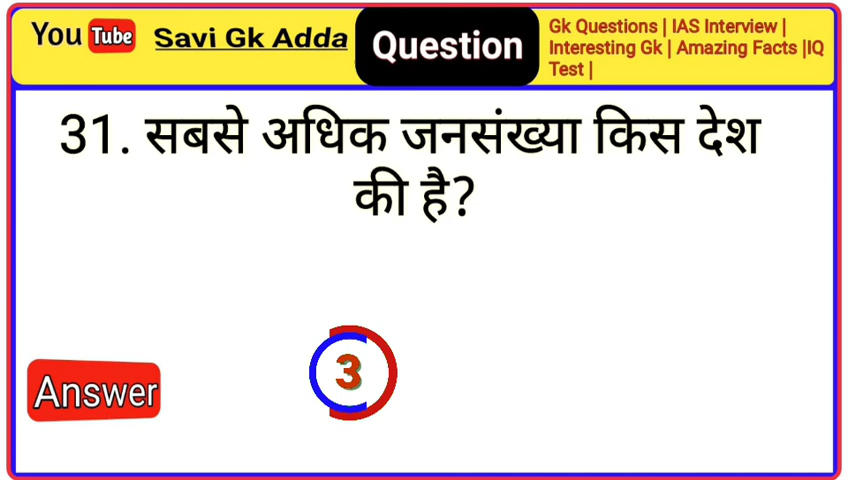 You Tube Savi Gk Adda Question
Gk Questions | IAS Interview |
Interesting Gk | Amazing Facts |IQ
Test |
31. सबसे अधिक जनसंख्या किस देश
की है?
3
Answer